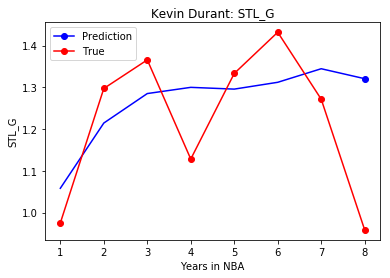 Kevin Durant: STL_G
Prediction
True
1.4
1.3
1.2
1.1
1.0
STL_G
1 2 3 4 5 6 7 8
Years in NBA